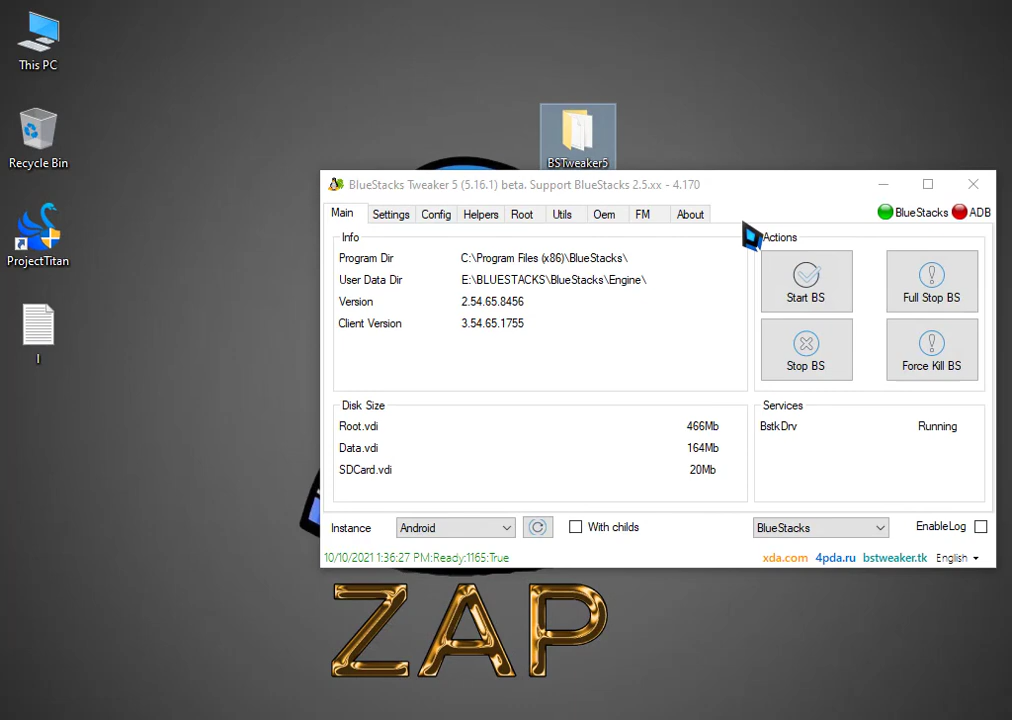 This PC
Recycle Bin
ProjectTitan
I
BSTweaker5
BlueStacks Tweaker 5 (5.16.1) beta. Support BlueStacks 2.5.xx - 4.170
Main Settings Config Helpers Root Utils Oem FM About
BlueStacks ADB
Info
Program Dir C:\Program Files (x86)\BlueStacks\
User Data Dir E:\BLUESTACKS\BlueStacks\Engine\
Version 2.54.65.8456
Client Version 3.54.65.1755
Actions
Start BS Full Stop BS
Stop BS Force Kill BS
Disk Size
Root.vdi 466Mb
Data.vdi 164Mb
SDCard.vdi 20Mb
Services
BstkDrv Running
Instance Android With childs BlueStacks EnableLog
10/10/2021 1:36:27 PM:Ready:1165:True xda.com 4pda.ru bstweaker.tk English
ZAP